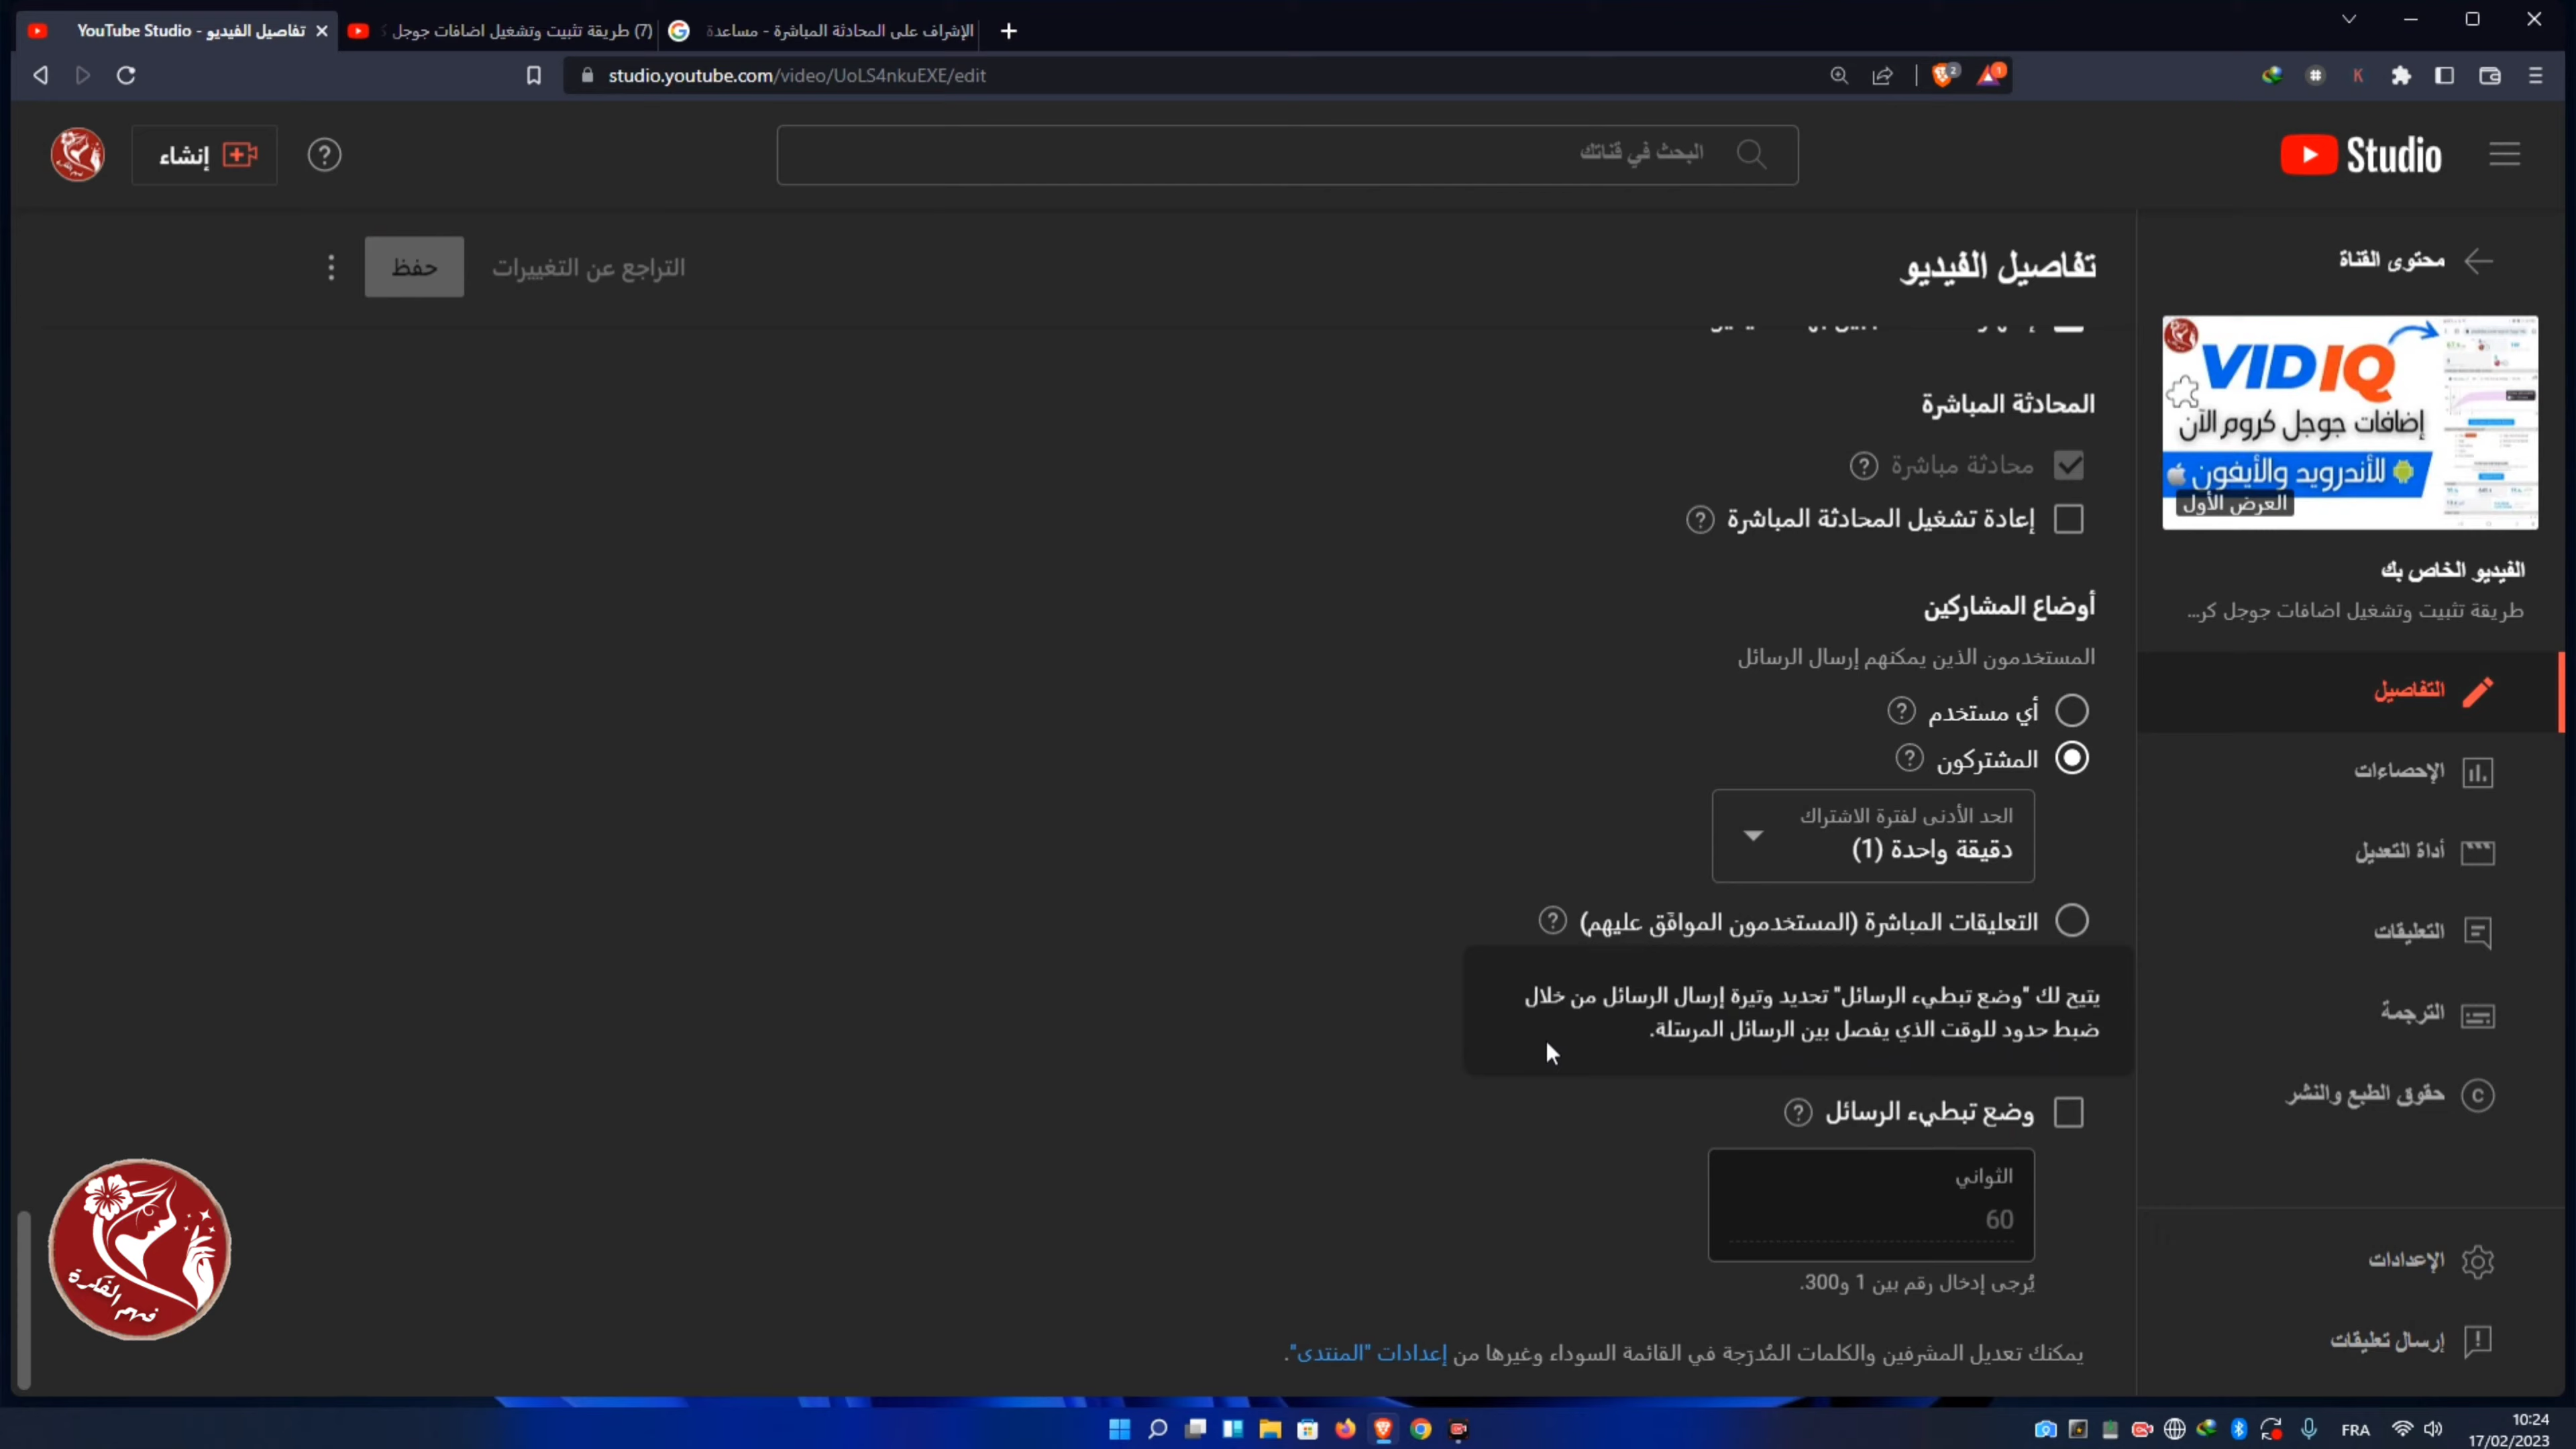 YouTube Studio - تفاصيل الفيديو
(7) طريقة تثبيت وتشغيل اضافات جوجل
الإشراف على المحادثة المباشرة - مساعدة
studio.youtube.com/video/UoLS4nkuEXE/edit
Studio
البحث في قناتك
إنشاء
محتوى القناة
تفاصيل الفيديو
التراجع عن التغييرات
حفظ
VIDIQ
إضافات جوجل كروم الآن
للأندرويد والأيفون
العرض الأول
الفيديو الخاص بك
طريقة تثبيت وتشغيل اضافات جوجل كر...
التفاصيل
الإحصاءات
أداة التعديل
التعليقات
الترجمة
حقوق الطبع والنشر
الإعدادات
إرسال تعليقات
المحادثة المباشرة
محادثة مباشرة
إعادة تشغيل المحادثة المباشرة
أوضاع المشاركين
المستخدمون الذين يمكنهم إرسال الرسائل
أي مستخدم
المشتركون
الحد الأدنى لفترة الاشتراك
دقيقة واحدة (1)
التعليقات المباشرة (المستخدمون الموافَق عليهم)
يتيح لك "وضع تبطيء الرسائل" تحديد وتيرة إرسال الرسائل من خلال
ضبط حدود للوقت الذي يفصل بين الرسائل المرسَلة.
وضع تبطيء الرسائل
الثواني
60
يُرجى إدخال رقم بين 1 و300.
يمكنك تعديل المشرفين والكلمات المُدرَجة في القائمة السوداء وغيرها من إعدادات "المنتدى".
فهم الفكرة
FRA
10:24
17/02/2023